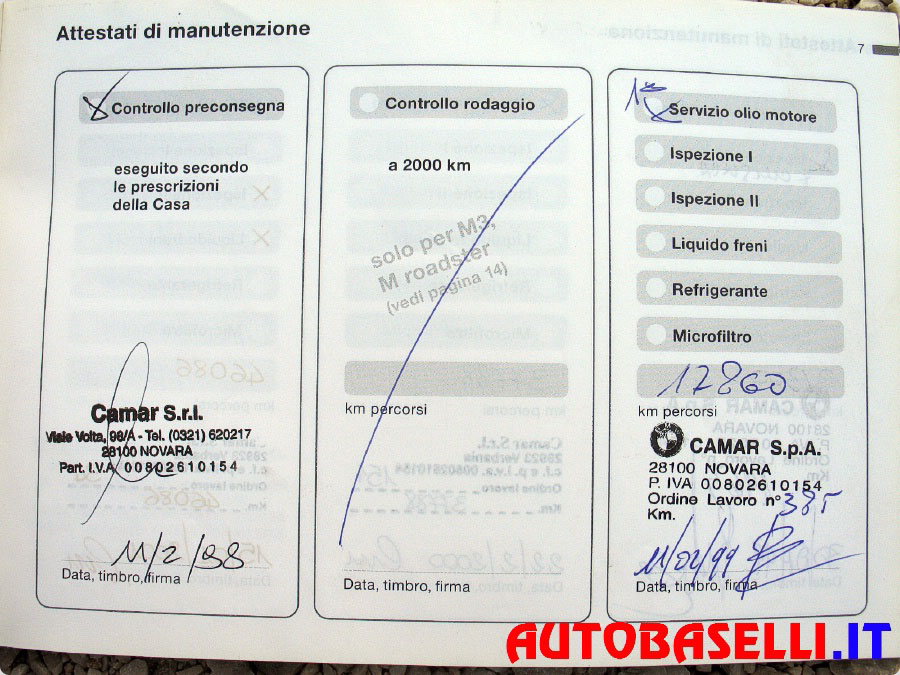 Attestati di manutenzione
7
Controllo preconsegna
eseguito secondo
le prescrizioni
della Casa
Camar S.r.l.
Viale Volta, 98/A - Tel. (0321) 620217
28100 NOVARA
Part. I.V.A. 00802610154
11/2/98
Data, timbro, firma
Controllo rodaggio
a 2000 km
solo per M3,
M roadster
(vedi pagina 14)
km percorsi
Data, timbro, firma
Servizio olio motore
Ispezione I
Ispezione II
Liquido freni
Refrigerante
Microfiltro
12860
km percorsi
CAMAR S.p.A.
28100 NOVARA
P. IVA 00802610154
Ordine Lavoro n° 385
Km.
11/02/99
Data, timbro, firma
AUTOBASELLI.IT